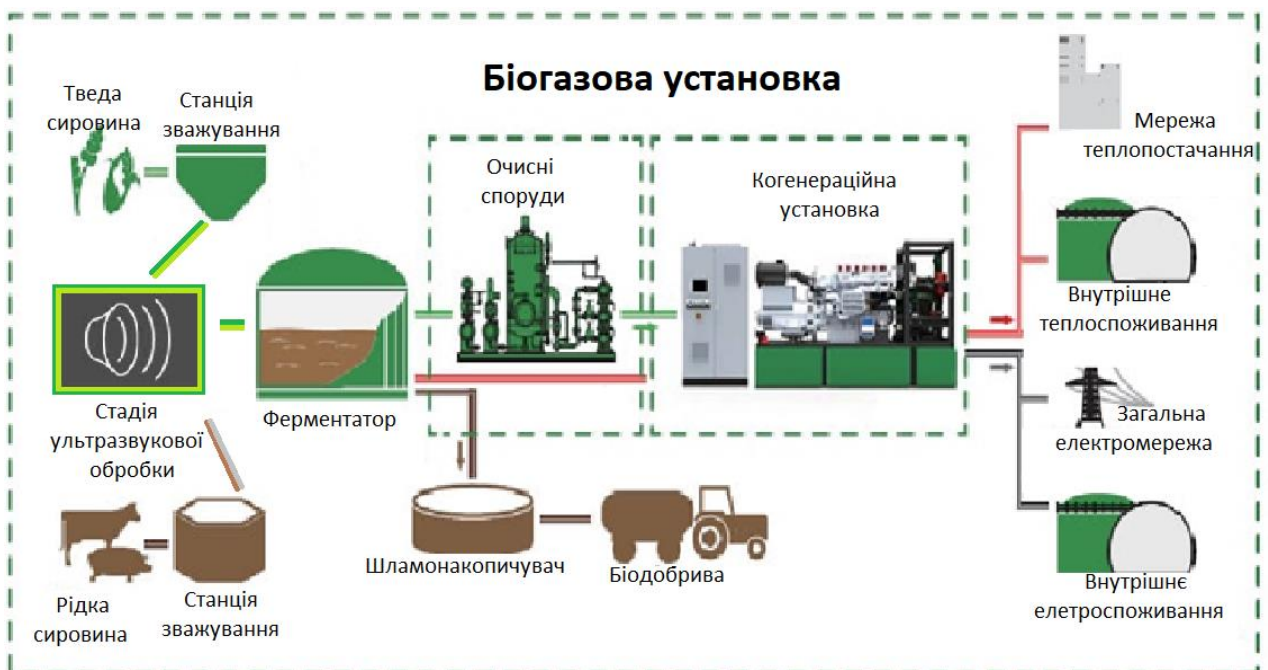 Біогазова установка
Тведа
сировина
Станція
зважування
Очисні
споруди
Когенераційна
установка
Мережа
теплопостачання
Внутрішне
теплоспоживання
Стадія
ультразвукової
обробки
Ферментатор
Загальна
електромережа
Шламонакопичувач
Біодобрива
Рідка
сировина
Станція
зважування
Внутрішнє
елетроспоживання